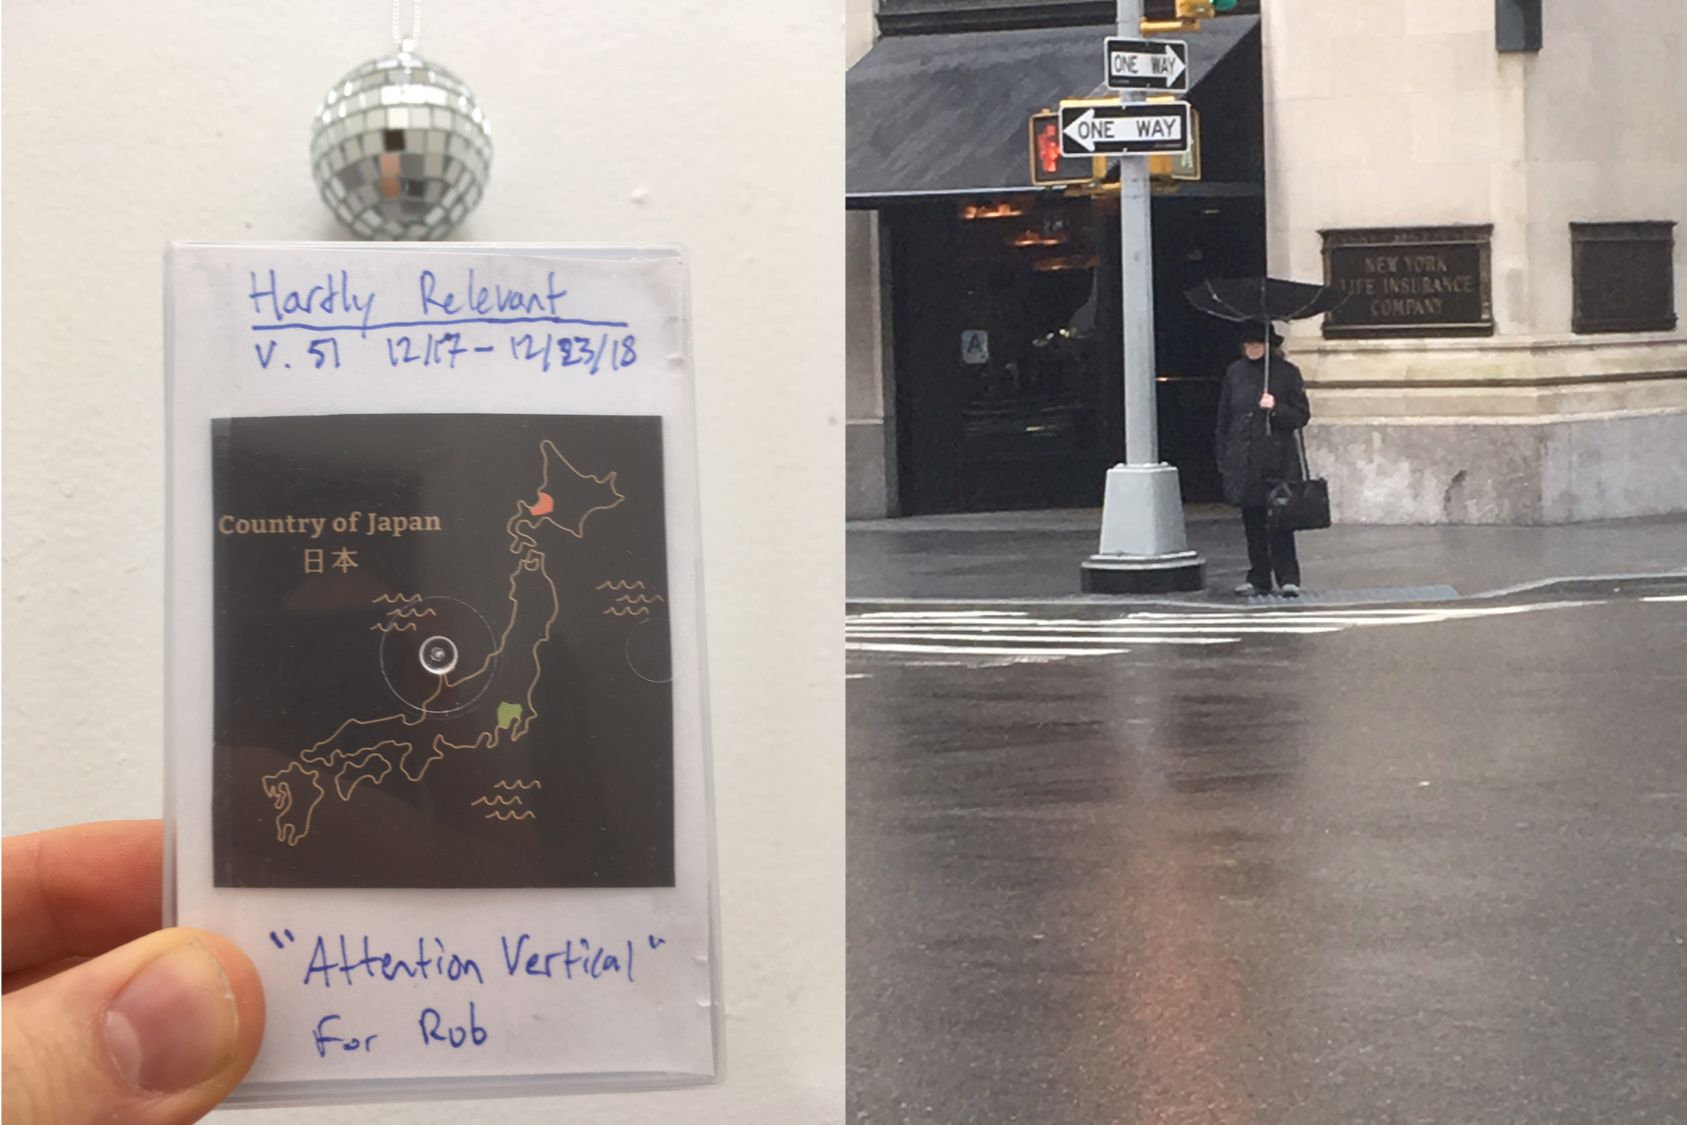 Hartly Relevant
V. 51 12/17 - 12/23/18
Country of Japan
日本
"Attention Vertical"
For Rob
ONE WAY
ONE WAY
NEW YORK
LIFE INSURANCE
COMPANY
A